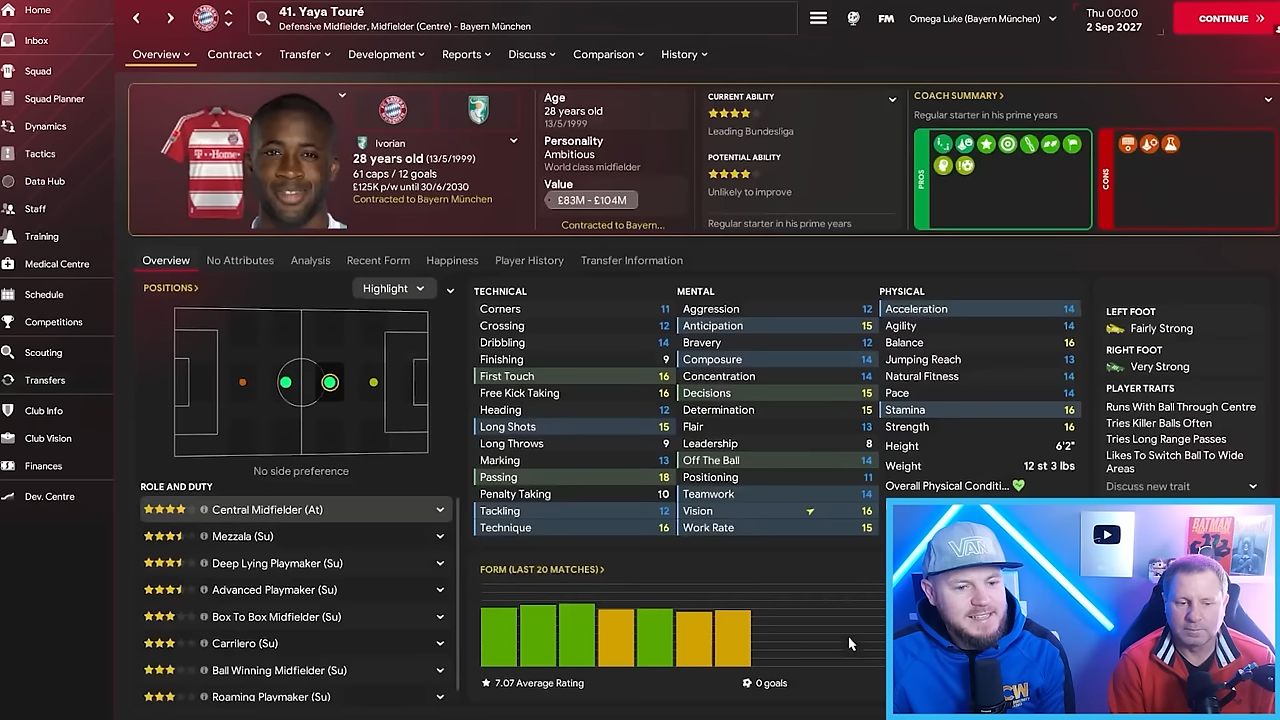 Home
Inbox
Squad
Squad Planner
Dynamics
Tactics
Data Hub
Staff
Training
Medical Centre
Schedule
Competitions
Scouting
Transfers
Club Info
Club Vision
Finances
Dev. Centre
41. Yaya Touré
Defensive Midfielder, Midfielder (Centre) - Bayern München
FM
Omega Luke (Bayern München)
Thu 00:00
2 Sep 2027
CONTINUE
Overview Contract Transfer Development Reports Discuss Comparison History
T··Home·
Ivorian
28 years old (13/5/1999)
61 caps / 12 goals
£125K p/w until 30/6/2030
Contracted to Bayern München
Age
28 years old
13/5/1999
Personality
Ambitious
World class midfielder
Value
£83M - £104M
Contracted to Bayern...
CURRENT ABILITY
Leading Bundesliga
POTENTIAL ABILITY
Unlikely to improve
Regular starter in his prime years
COACH SUMMARY >
Regular starter in his prime years
PROS
CONS
Overview No Attributes Analysis Recent Form Happiness Player History Transfer Information
POSITIONS >
Highlight
No side preference
ROLE AND DUTY
Central Midfielder (At)
Mezzala (Su)
Deep Lying Playmaker (Su)
Advanced Playmaker (Su)
Box To Box Midfielder (Su)
Carrilero (Su)
Ball Winning Midfielder (Su)
Roaming Playmaker (Su)
TECHNICAL
Corners 11
Crossing 12
Dribbling 14
Finishing 9
First Touch 16
Free Kick Taking 16
Heading 12
Long Shots 15
Long Throws 9
Marking 13
Passing 18
Penalty Taking 10
Tackling 12
Technique 16
MENTAL
Aggression 12
Anticipation 15
Bravery 12
Composure 14
Concentration 14
Decisions 15
Determination 15
Flair 13
Leadership 8
Off The Ball 14
Positioning 11
Teamwork 14
Vision 16
Work Rate 15
PHYSICAL
Acceleration 14
Agility 14
Balance 16
Jumping Reach 13
Natural Fitness 14
Pace 14
Stamina 16
Strength 16
Height 6'2"
Weight 12 st 3 lbs
Overall Physical Conditi...
LEFT FOOT
Fairly Strong
RIGHT FOOT
Very Strong
PLAYER TRAITS
Runs With Ball Through Centre
Tries Killer Balls Often
Tries Long Range Passes
Likes To Switch Ball To Wide
Areas
Discuss new trait
FORM (LAST 20 MATCHES) >
7.07 Average Rating
0 goals
VANS
BATMAN
CW